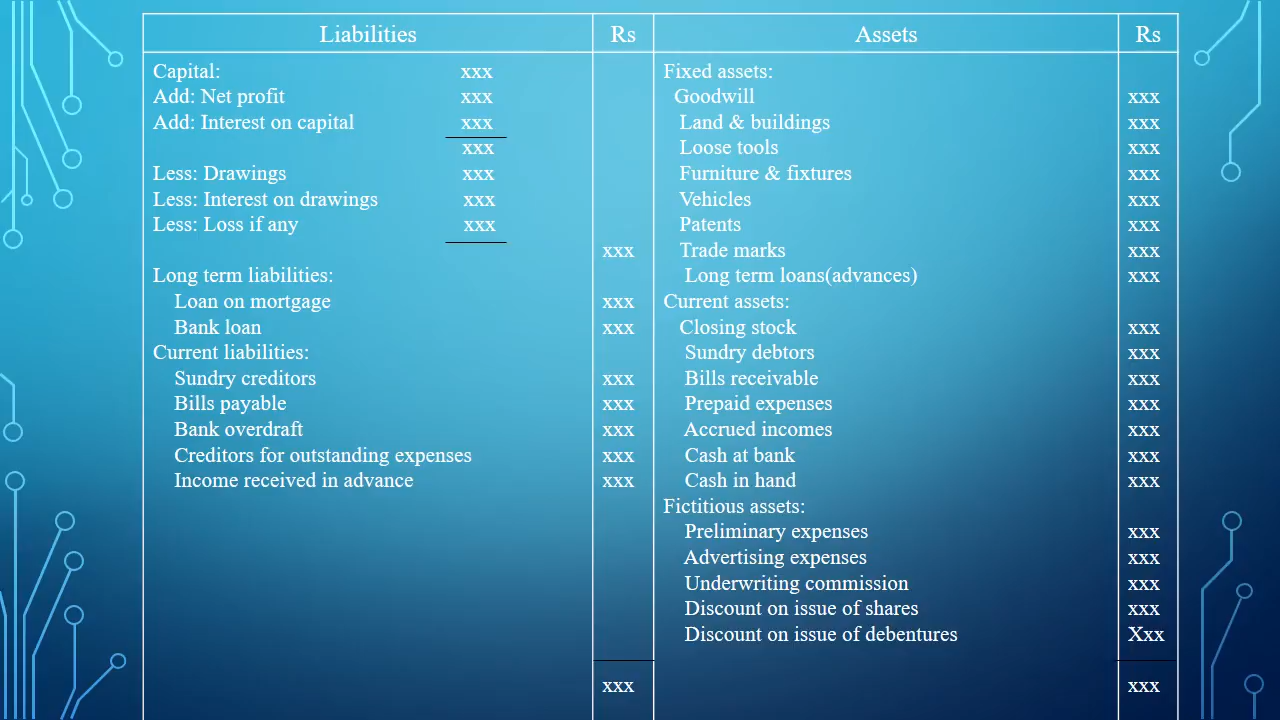 Liabilities Rs Assets Rs
Capital: xxx Fixed assets:
Add: Net profit xxx Goodwill xxx
Add: Interest on capital xxx Land & buildings xxx
xxx Loose tools xxx
Less: Drawings xxx Furniture & fixtures xxx
Less: Interest on drawings xxx Vehicles xxx
Less: Loss if any xxx Patents xxx
xxx Trade marks xxx
Long term liabilities: Long term loans(advances) xxx
Loan on mortgage xxx Current assets:
Bank loan xxx Closing stock xxx
Current liabilities: Sundry debtors xxx
Sundry creditors xxx Bills receivable xxx
Bills payable xxx Prepaid expenses xxx
Bank overdraft xxx Accrued incomes xxx
Creditors for outstanding expenses xxx Cash at bank xxx
Income received in advance xxx Cash in hand xxx
Fictitious assets:
Preliminary expenses xxx
Advertising expenses xxx
Underwriting commission xxx
Discount on issue of shares xxx
Discount on issue of debentures Xxx
xxx xxx